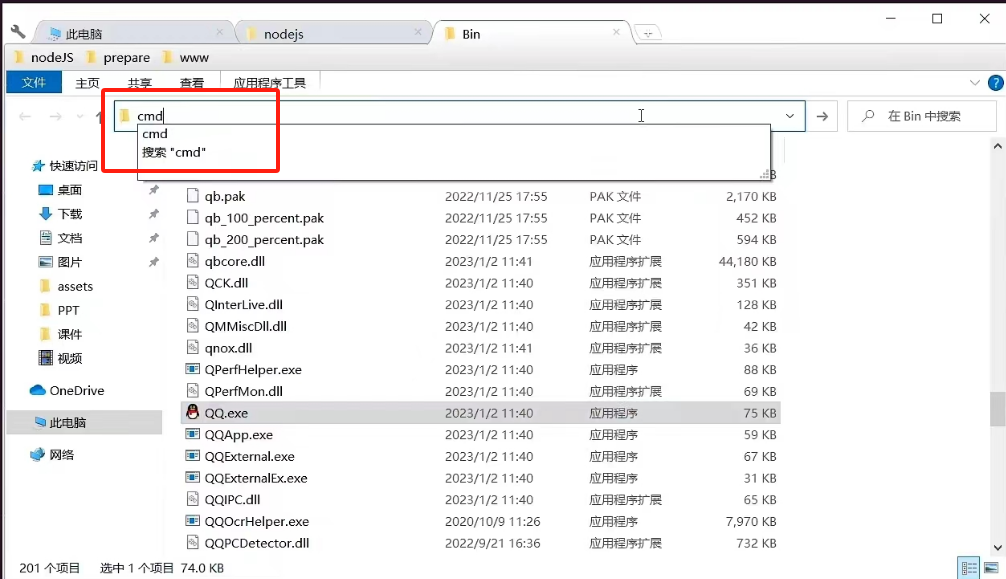 此电脑
nodejs
Bin
nodeJS prepare www
文件 主页 共享 查看 应用程序工具
cmd
在 Bin 中搜索
cmd
搜索 "cmd"
快速访问
桌面
下载
文档
图片
assets
PPT
课件
视频
OneDrive
此电脑
网络
qb.pak 2022/11/25 17:55 PAK 文件 2,170 KB
qb_100_percent.pak 2022/11/25 17:55 PAK 文件 452 KB
qb_200_percent.pak 2022/11/25 17:55 PAK 文件 594 KB
qbcore.dll 2023/1/2 11:41 应用程序扩展 44,180 KB
QCK.dll 2023/1/2 11:40 应用程序扩展 351 KB
QInterLive.dll 2023/1/2 11:40 应用程序扩展 128 KB
QMMiscDll.dll 2023/1/2 11:40 应用程序扩展 42 KB
qnox.dll 2023/1/2 11:41 应用程序扩展 36 KB
QPerfHelper.exe 2023/1/2 11:40 应用程序 88 KB
QPerfMon.dll 2023/1/2 11:40 应用程序扩展 69 KB
QQ.exe 2023/1/2 11:40 应用程序 75 KB
QQApp.exe 2023/1/2 11:40 应用程序 59 KB
QQExternal.exe 2023/1/2 11:40 应用程序 67 KB
QQExternalEx.exe 2023/1/2 11:40 应用程序 31 KB
QQIPC.dll 2023/1/2 11:40 应用程序扩展 65 KB
QQOcrHelper.exe 2020/10/9 11:26 应用程序 7,970 KB
QQPCDetector.dll 2022/9/21 16:36 应用程序扩展 732 KB
201 个项目 选中 1 个项目 74.0 KB